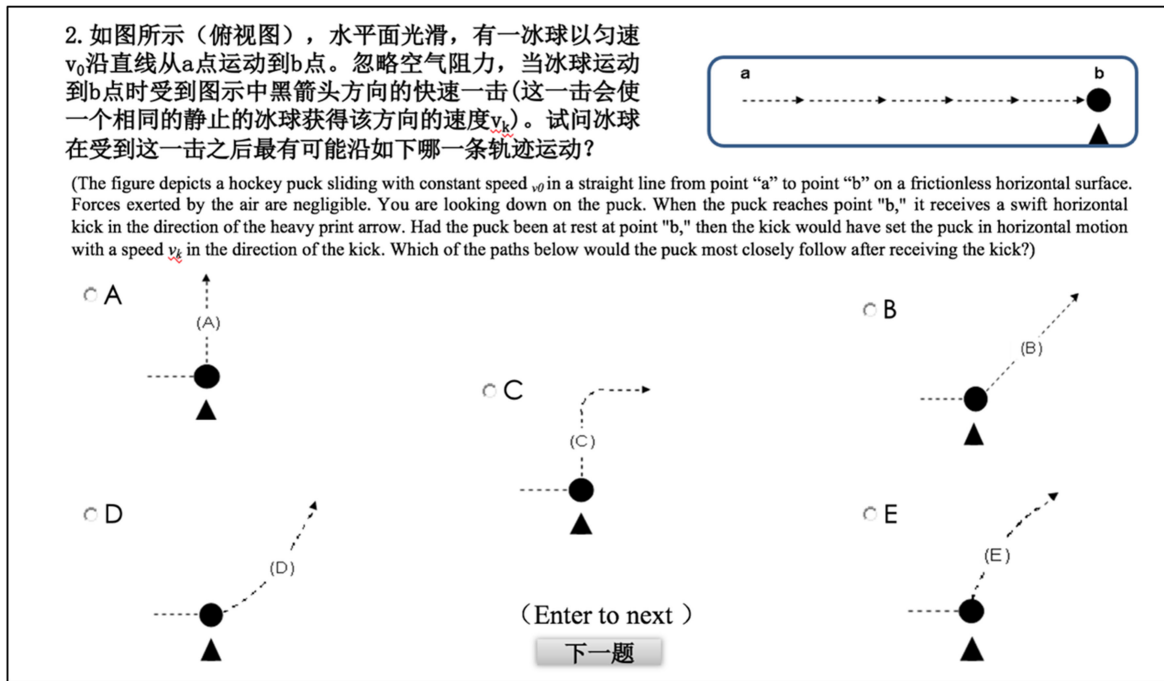 2. 如图所示（俯视图），水平面光滑，有一冰球以匀速
v0沿直线从a点运动到b点。忽略空气阻力，当冰球运动
到b点时受到图示中黑箭头方向的快速一击(这一击会使
一个相同的静止的冰球获得该方向的速度vk)。试问冰球
在受到这一击之后最有可能沿如下哪一条轨迹运动？
a
b
(The figure depicts a hockey puck sliding with constant speed v0 in a straight line from point “a” to point “b” on a frictionless horizontal surface.
Forces exerted by the air are negligible. You are looking down on the puck. When the puck reaches point "b," it receives a swift horizontal
kick in the direction of the heavy print arrow. Had the puck been at rest at point "b," then the kick would have set the puck in horizontal motion
with a speed vk in the direction of the kick. Which of the paths below would the puck most closely follow after receiving the kick?)
A
(A)
B
(B)
C
(C)
D
(D)
E
(E)
（Enter to next ）
下一题